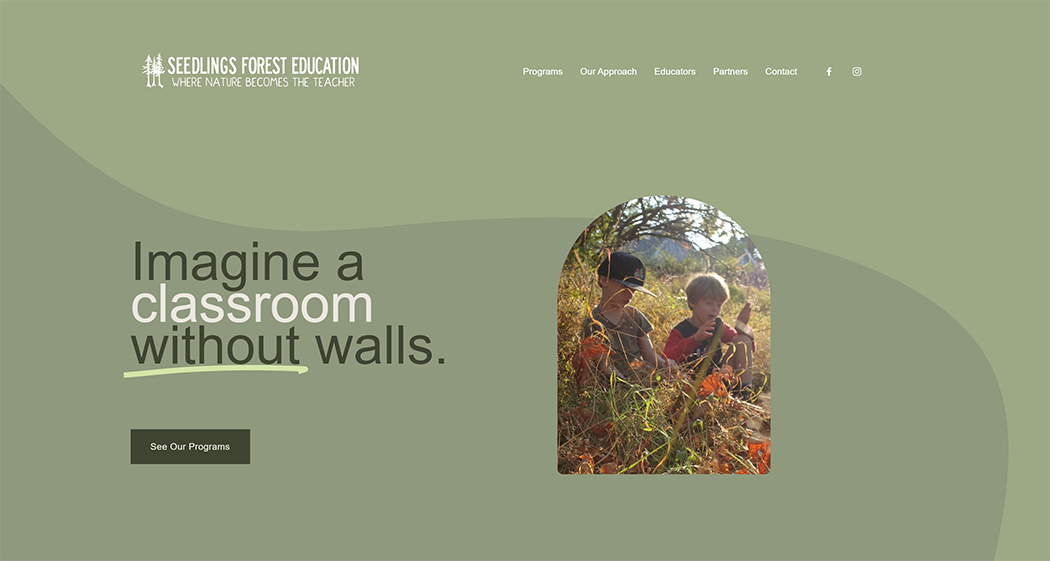 SEEDLINGS FOREST EDUCATION
WHERE NATURE BECOMES THE TEACHER
Programs Our Approach Educators Partners Contact
Imagine a
classroom
without walls.
See Our Programs